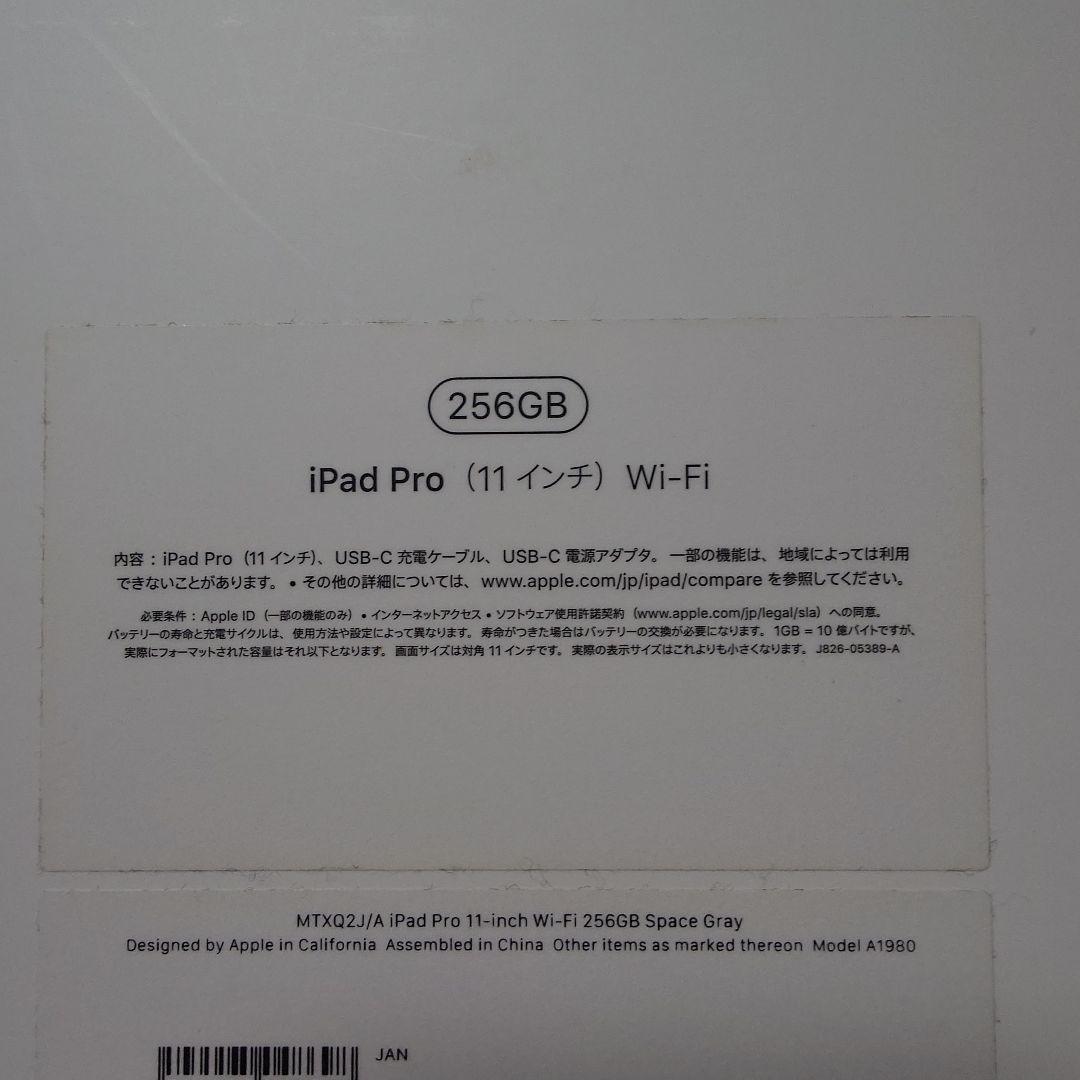 256GB
iPad Pro（11 インチ）Wi-Fi
内容：iPad Pro（11 インチ）、USB-C 充電ケーブル、USB-C 電源アダプタ。一部の機能は、地域によっては利用
できないことがあります。• その他の詳細については、www.apple.com/jp/ipad/compare を参照してください。
必要条件：Apple ID（一部の機能のみ）• インターネットアクセス • ソフトウェア使用許諾契約（www.apple.com/jp/legal/sla）への同意。
バッテリーの寿命と充電サイクルは、使用方法や設定によって異なります。寿命がつきた場合はバッテリーの交換が必要になります。1GB = 10 億バイトですが、
実際にフォーマットされた容量はそれ以下となります。画面サイズは対角 11 インチです。実際の表示サイズはこれよりも小さくなります。J826-05389-A
MTXQ2J/A iPad Pro 11-inch Wi-Fi 256GB Space Gray
Designed by Apple in California Assembled in China Other items as marked thereon Model A1980
JAN